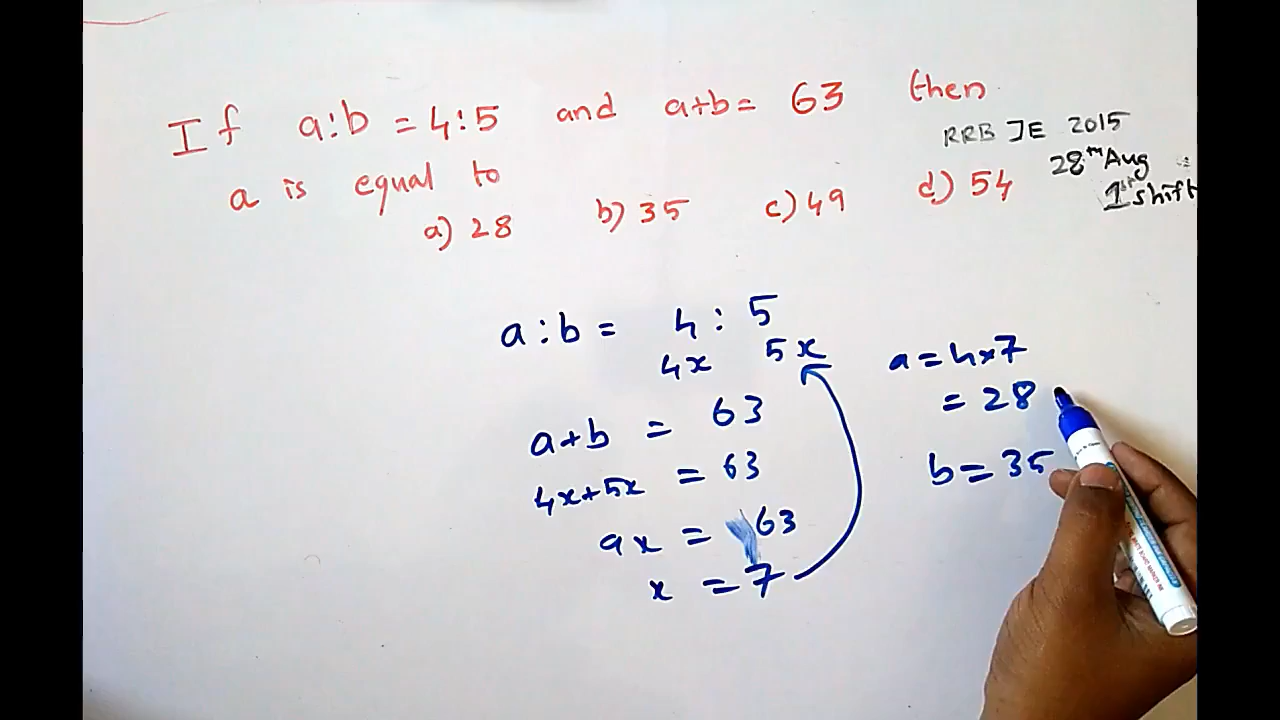 If a:b = 4:5 and a+b = 63 then
RRB JE 2015
28th Aug
1st shift
a is equal to
a) 28 b) 35 c) 49 d) 54
a:b = 4 : 5
4x 5x
a+b = 63
4x+5x = 63
9x = 63
x = 7
a = 4×7
= 28
b = 35